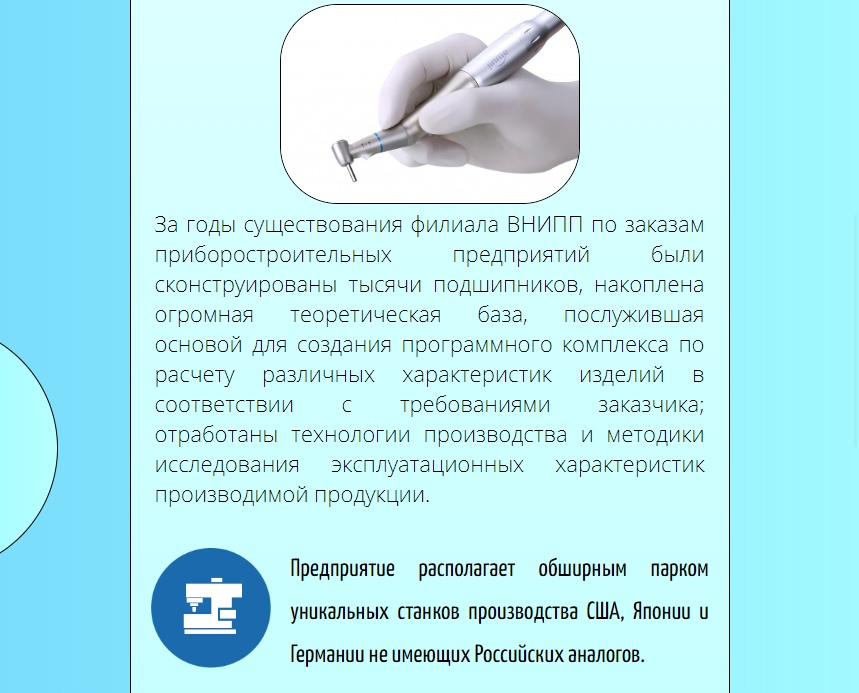 За годы существования филиала ВНИПП по заказам
приборостроительных предприятий были
сконструированы тысячи подшипников, накоплена
огромная теоретическая база, послужившая
основой для создания программного комплекса по
расчету различных характеристик изделий в
соответствии с требованиями заказчика;
отработаны технологии производства и методики
исследования эксплуатационных характеристик
производимой продукции.
Предприятие располагает обширным парком
уникальных станков производства США, Японии и
Германии не имеющих Российских аналогов.